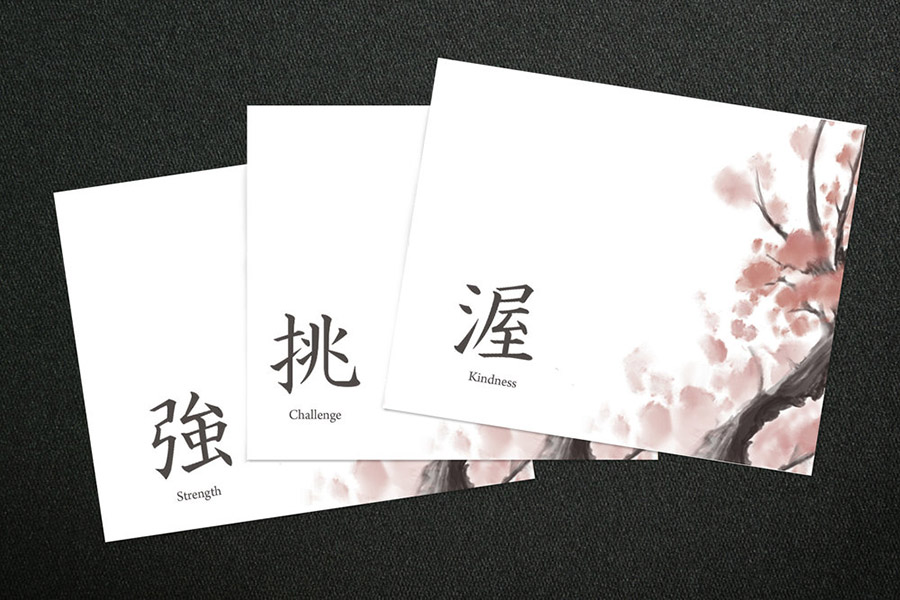 強
Strength
挑
Challenge
渥
Kindness